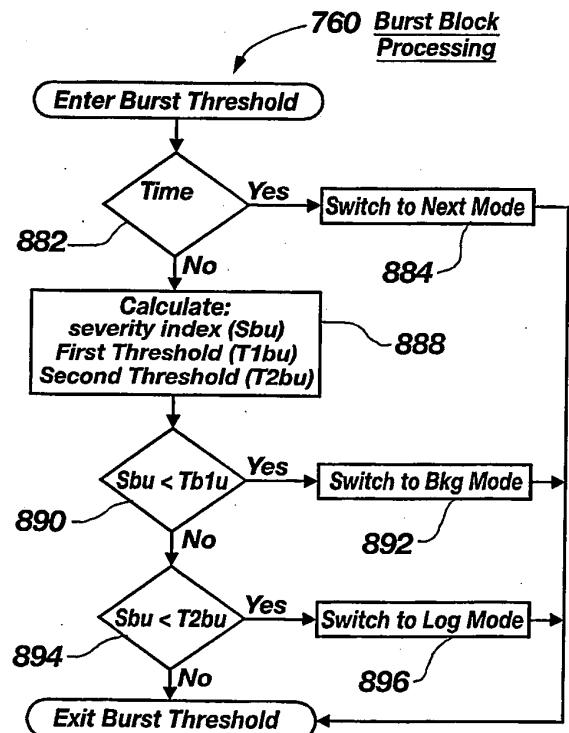 760 Burst Block
Processing
Enter Burst Threshold
Time
Yes
Switch to Next Mode
882
884
No
Calculate:
severity index (Sbu)
First Threshold (T1bu)
Second Threshold (T2bu)
888
Sbu < Tb1u
Yes
Switch to Bkg Mode
890
892
No
Sbu < T2bu
Yes
Switch to Log Mode
894
896
No
Exit Burst Threshold